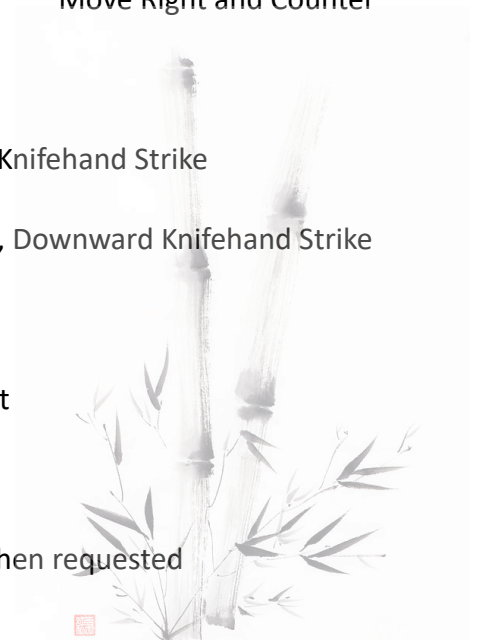 Move Right and Counter
Knifehand Strike
, Downward Knifehand Strike
t
hen requested